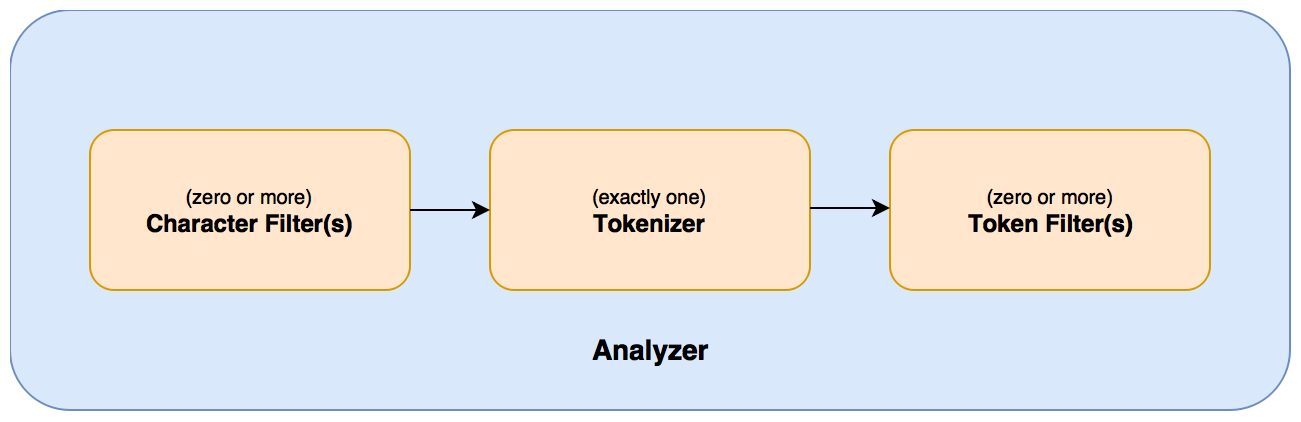 (zero or more)
Character Filter(s)
(exactly one)
Tokenizer
(zero or more)
Token Filter(s)
Analyzer